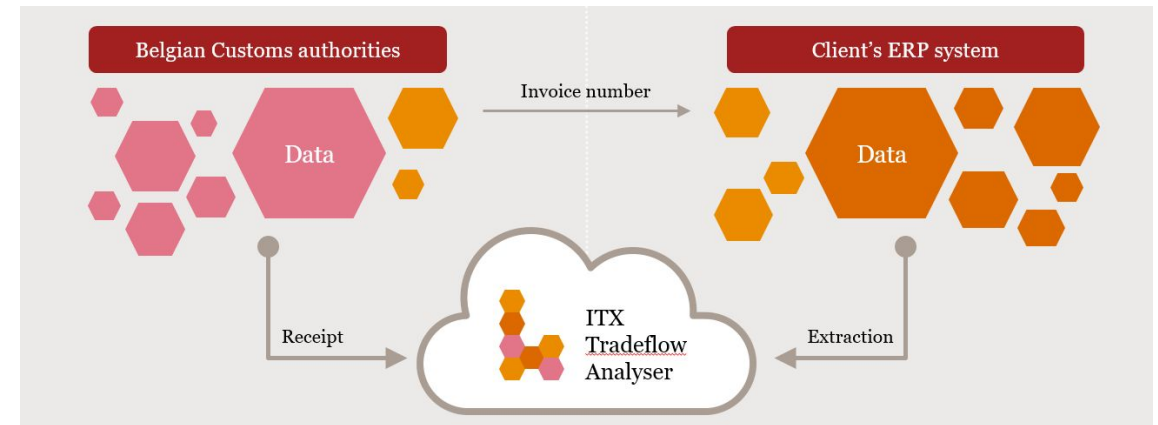 Belgian Customs authorities
Client's ERP system
Invoice number
Data
Data
Receipt
ITX
Tradeflow
Analyser
Extraction